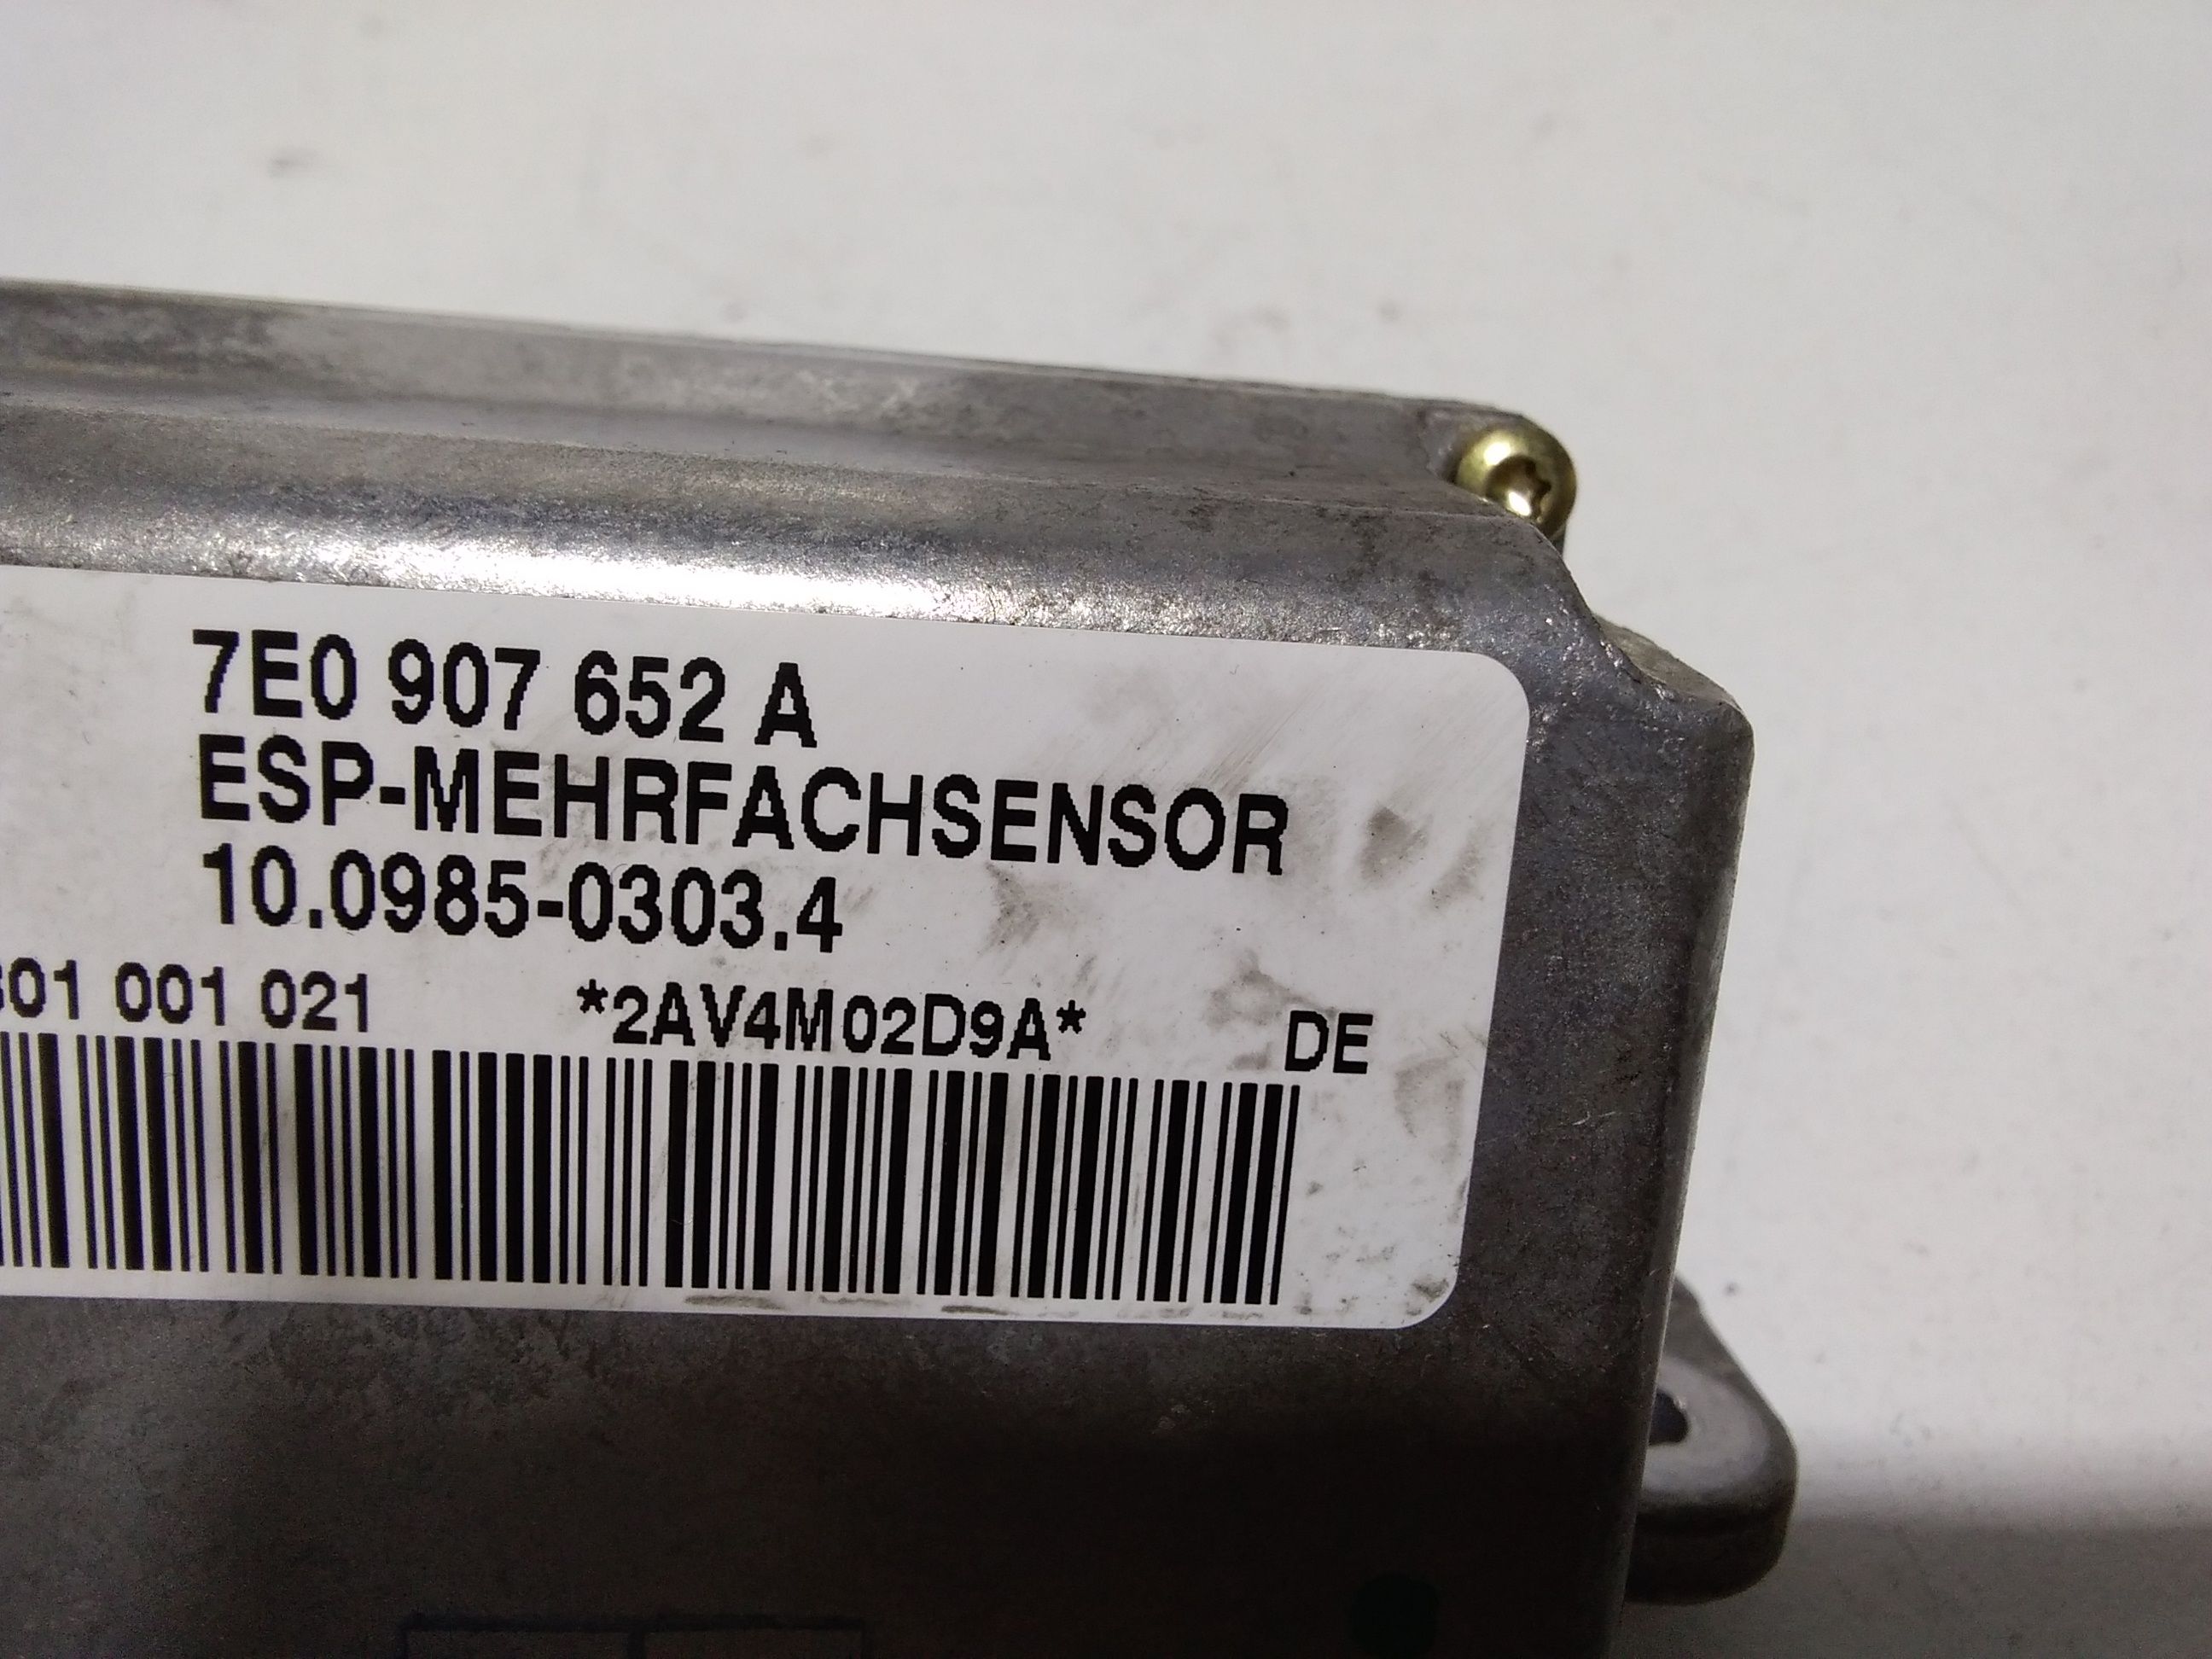 7E0 907 652 A
ESP-MEHRFACHSENSOR
10.0985-0303.4
01 001 021 *2AV4M02D9A* DE